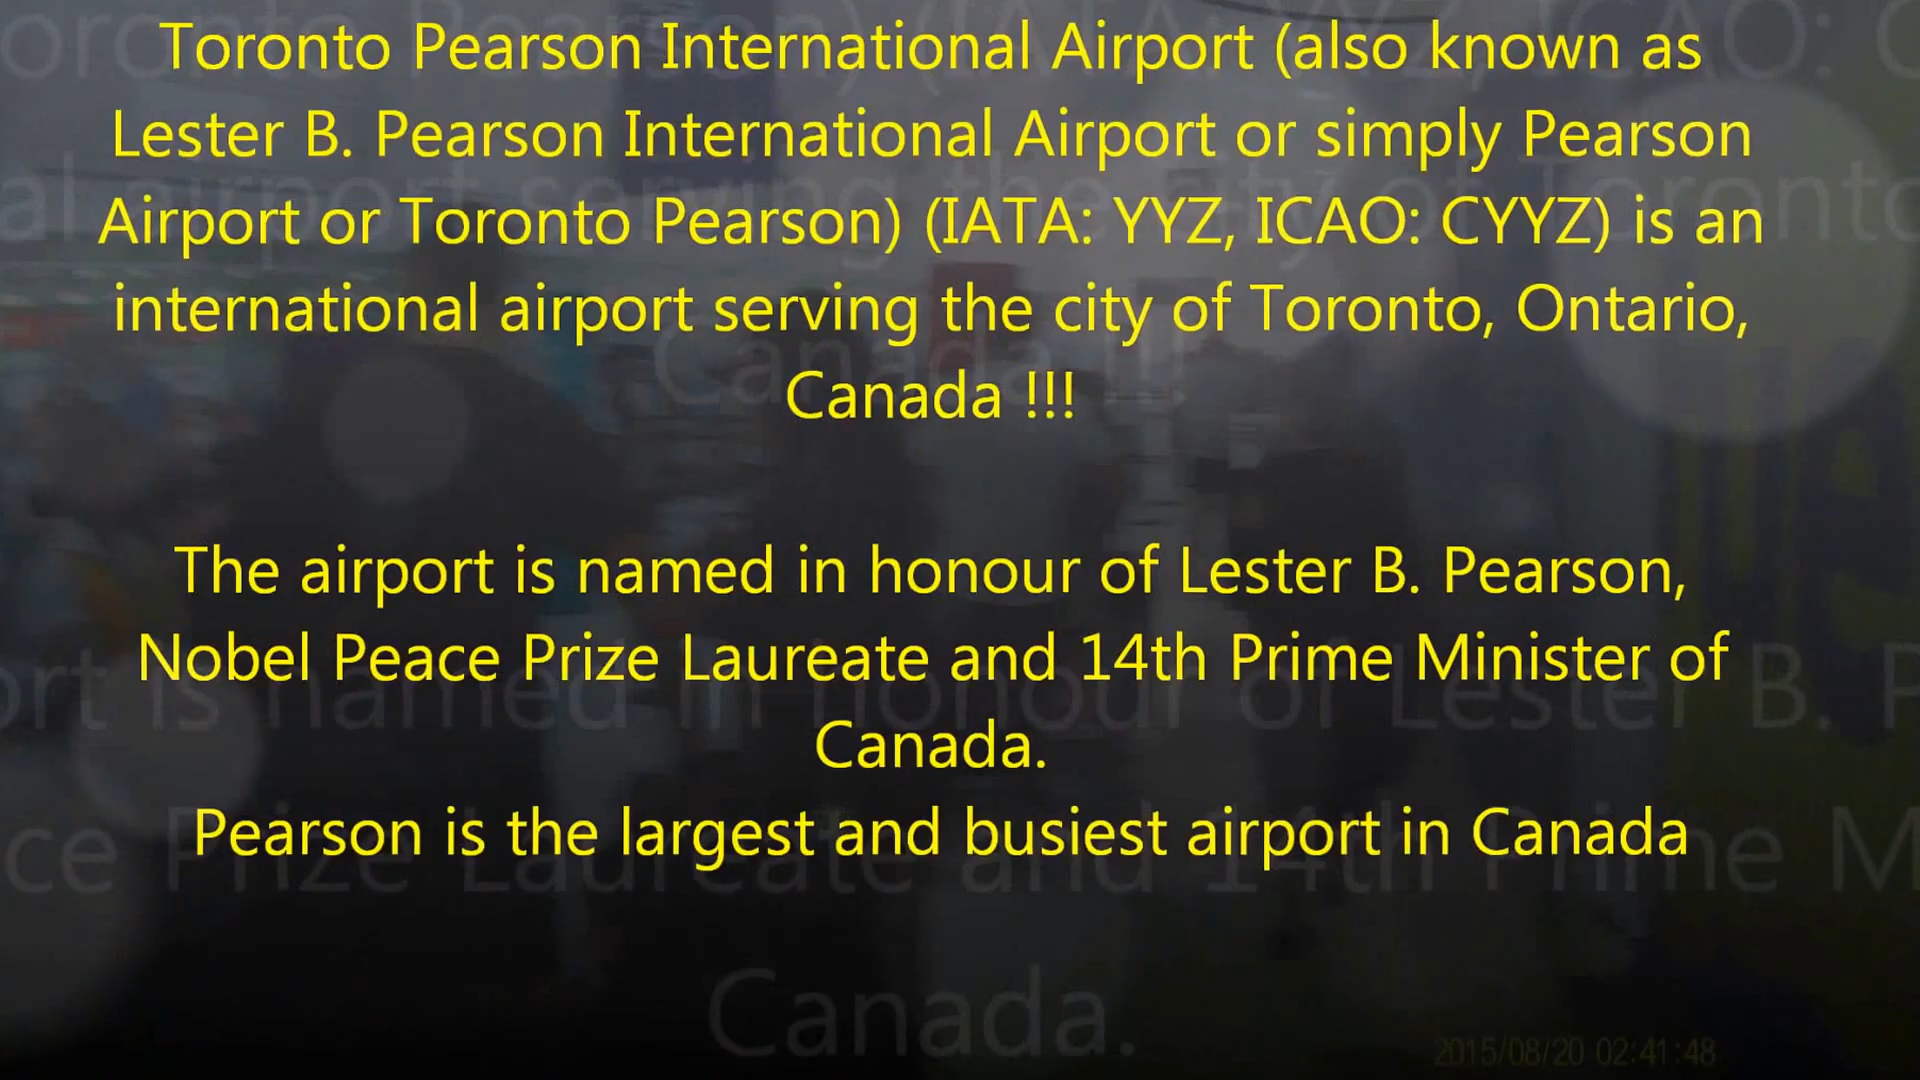 Toronto Pearson International Airport (also known as
Lester B. Pearson International Airport or simply Pearson
Airport or Toronto Pearson) (IATA: YYZ, ICAO: CYYZ) is an
international airport serving the city of Toronto, Ontario,
Canada !!!
The airport is named in honour of Lester B. Pearson,
Nobel Peace Prize Laureate and 14th Prime Minister of
Canada.
Pearson is the largest and busiest airport in Canada
2015/08/20 02:41:48